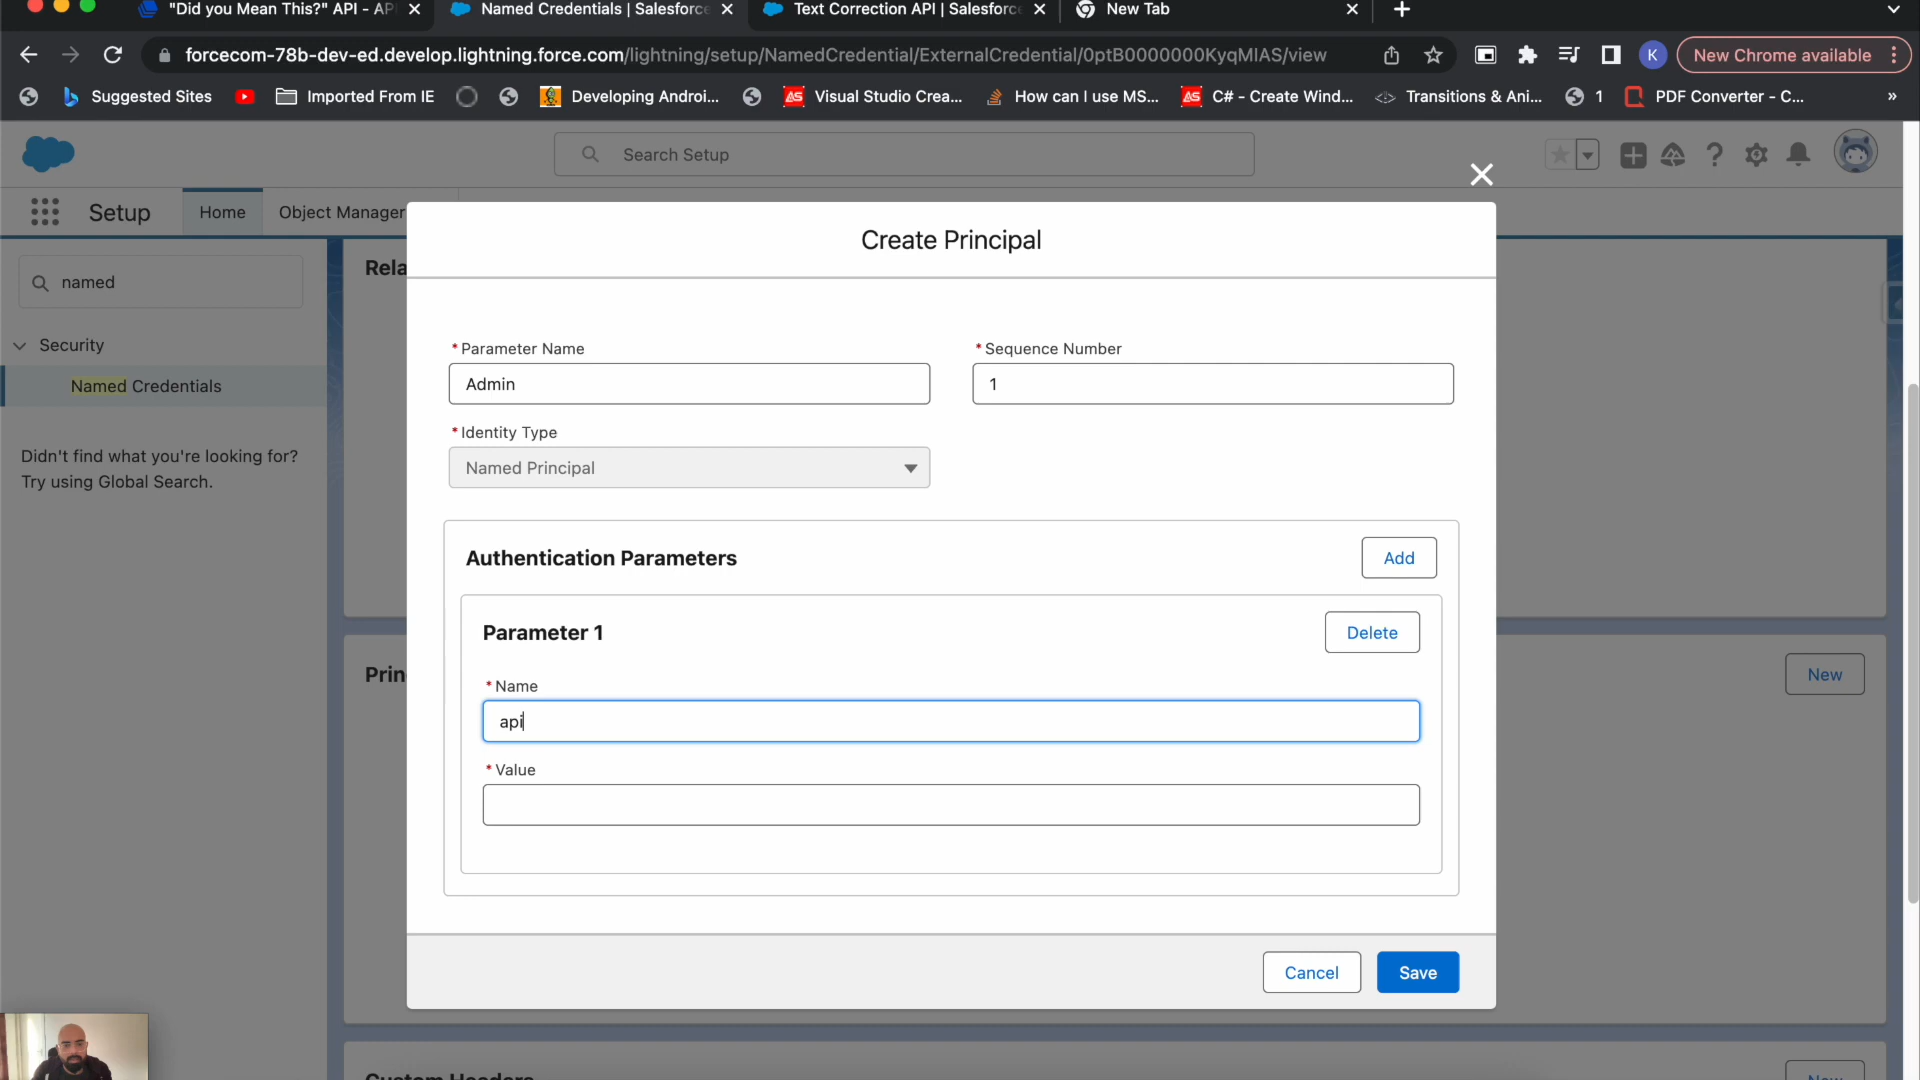 "Did you Mean This?" API - AP
Named Credentials | Salesforce
Text Correction API | Salesforce
New Tab
forcecom-78b-dev-ed.develop.lightning.force.com/lightning/setup/NamedCredential/ExternalCredential/0ptB0000000KyqMIAS/view
K
New Chrome available
Suggested Sites
Imported From IE
Developing Androi...
Visual Studio Crea...
How can I use MS...
C# - Create Wind...
Transitions & Ani...
1
PDF Converter - C...
»
Search Setup
Setup
Home
Object Manager
named
Security
Named Credentials
Didn't find what you're looking for?
Try using Global Search.
Rela
Create Principal
* Parameter Name
Admin
* Sequence Number
1
* Identity Type
Named Principal
Authentication Parameters
Add
Parameter 1
Delete
* Name
api
* Value
Prin
New
Cancel
Save
Custom Headers
New